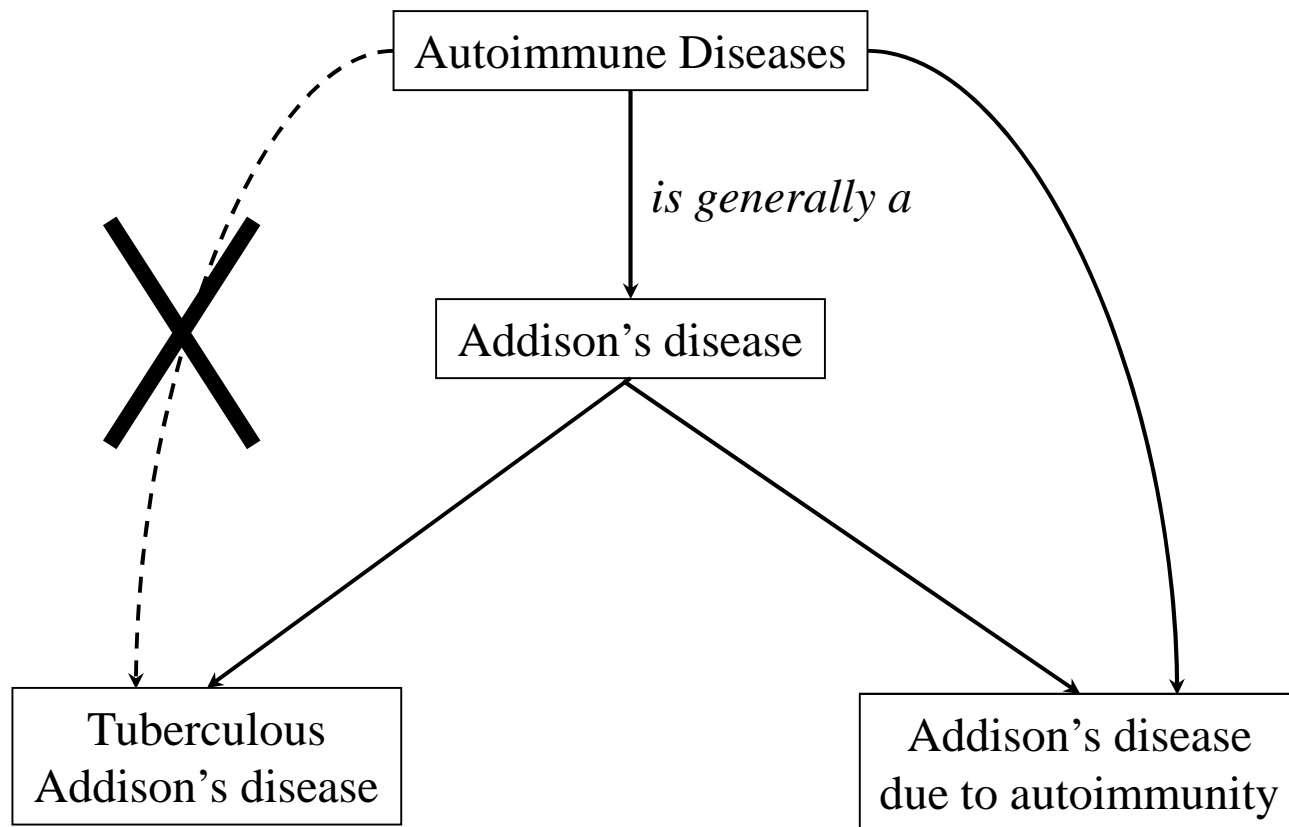 Autoimmune Diseases
is generally a
Addison’s disease
Tuberculous
Addison’s disease
Addison’s disease
due to autoimmunity